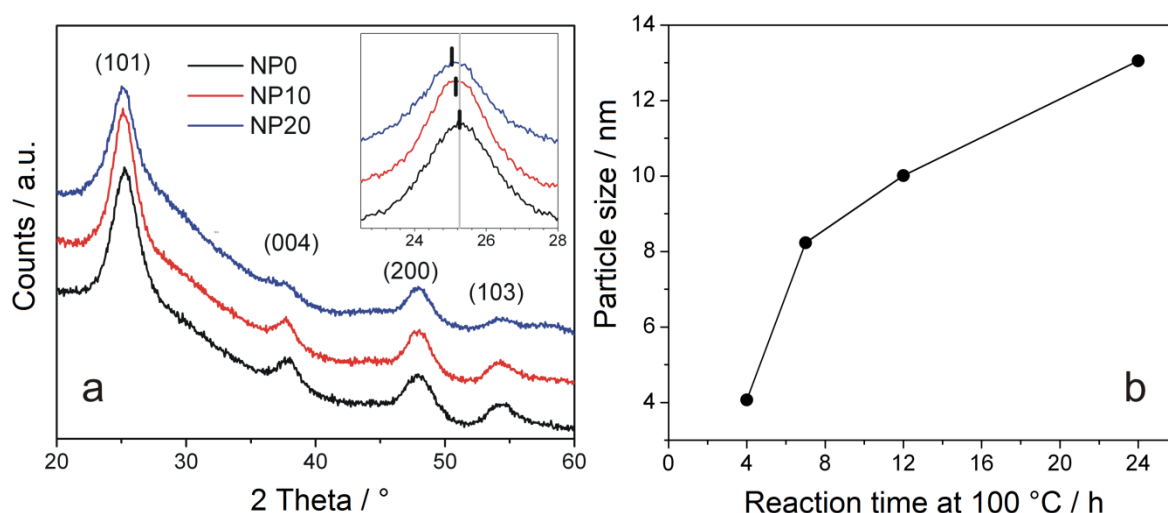 (101)
NP0
NP10
NP20
(004)
(200)
(103)
24 26 28
Counts / a.u.
a
20 30 40 50 60
2 Theta / °
14
12
10
8
6
4
Particle size / nm
b
0 4 8 12 16 20 24
Reaction time at 100 °C / h